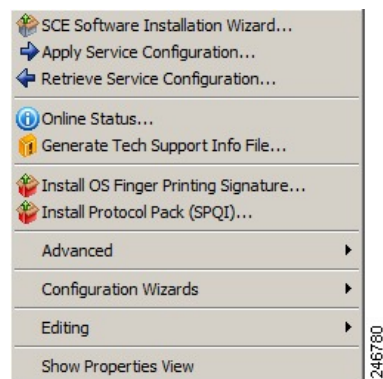 SCE Software Installation Wizard...
Apply Service Configuration...
Retrieve Service Configuration...
Online Status...
Generate Tech Support Info File...
Install OS Finger Printing Signature...
Install Protocol Pack (SPQI)...
Advanced
Configuration Wizards
Editing
Show Properties View
246780